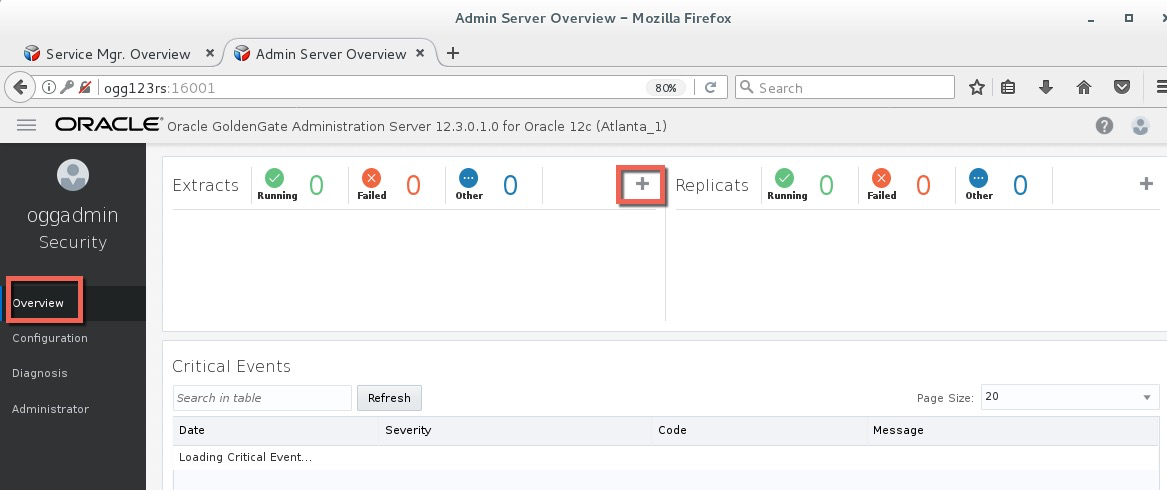 Admin Server Overview – Mozilla Firefox
Service Mgr. Overview × Admin Server Overview × +
ogg123rs:16001 80% Search
ORACLE® Oracle GoldenGate Administration Server 12.3.0.1.0 for Oracle 12c (Atlanta_1) ?
oggadmin
Security
Overview
Configuration
Diagnosis
Administrator
Extracts Running 0 Failed 0 Other 0 +
Replicats Running 0 Failed 0 Other 0 +
Critical Events
Search in table Refresh Page Size: 20
Date Severity Code Message
Loading Critical Event...